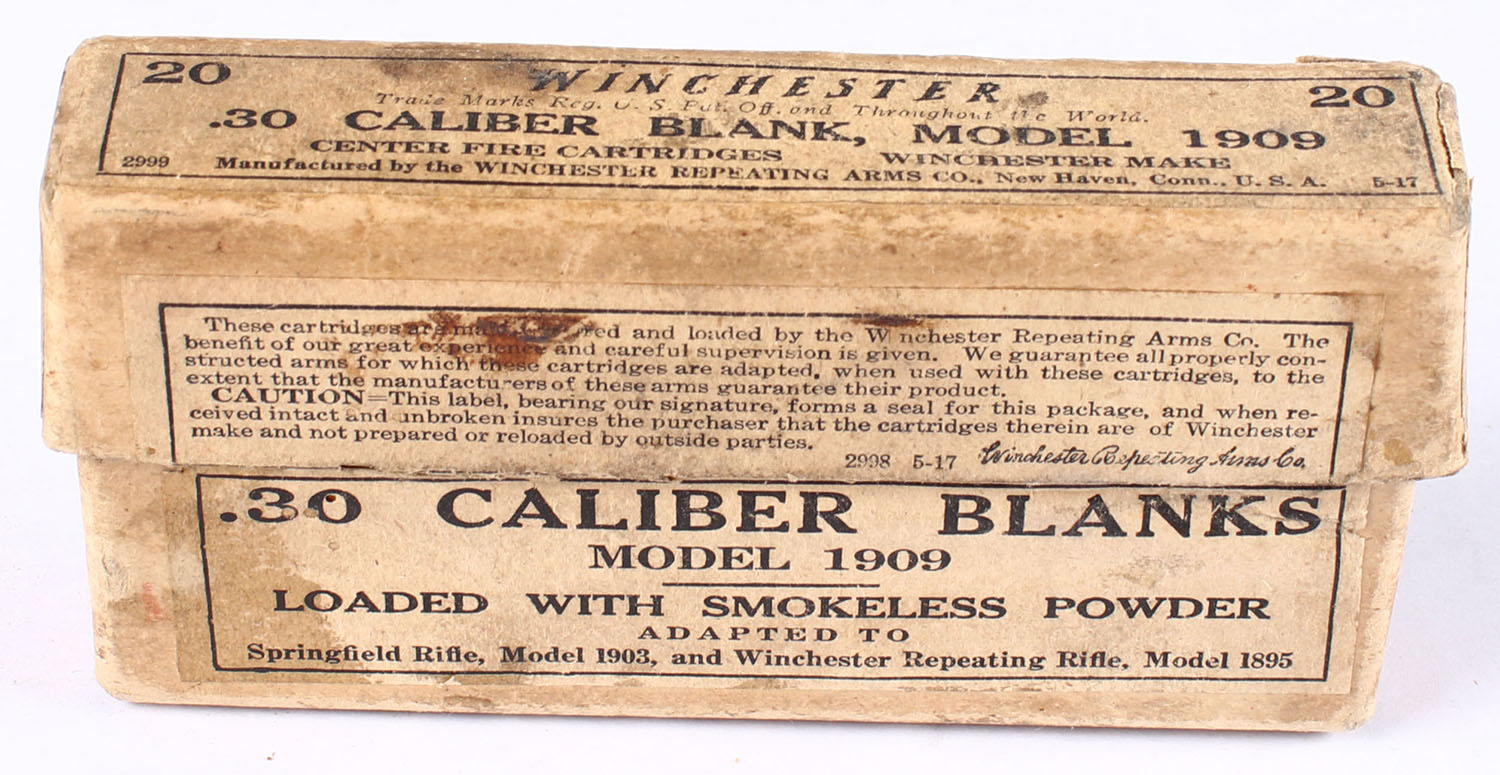 20 WINCHESTER 20
Trade Marks Reg. U. S. Pat. Off. and Throughout the World.
.30 CALIBER BLANK, MODEL 1909
CENTER FIRE CARTRIDGES WINCHESTER MAKE
2999 Manufactured by the WINCHESTER REPEATING ARMS CO., New Haven, Conn., U. S. A. 5-17
These cartridges are manufactured and loaded by the Winchester Repeating Arms Co. The
benefit of our great experience and careful supervision is given. We guarantee all properly con-
structed arms for which these cartridges are adapted, when used with these cartridges, to the
extent that the manufacturers of these arms guarantee their product.
CAUTION=This label, bearing our signature, forms a seal for this package, and when re-
ceived intact and unbroken insures the purchaser that the cartridges therein are of Winchester
make and not prepared or reloaded by outside parties.
2998 5-17 Winchester Repeating Arms Co.
.30 CALIBER BLANKS
MODEL 1909
LOADED WITH SMOKELESS POWDER
ADAPTED TO
Springfield Rifle, Model 1903, and Winchester Repeating Rifle, Model 1895